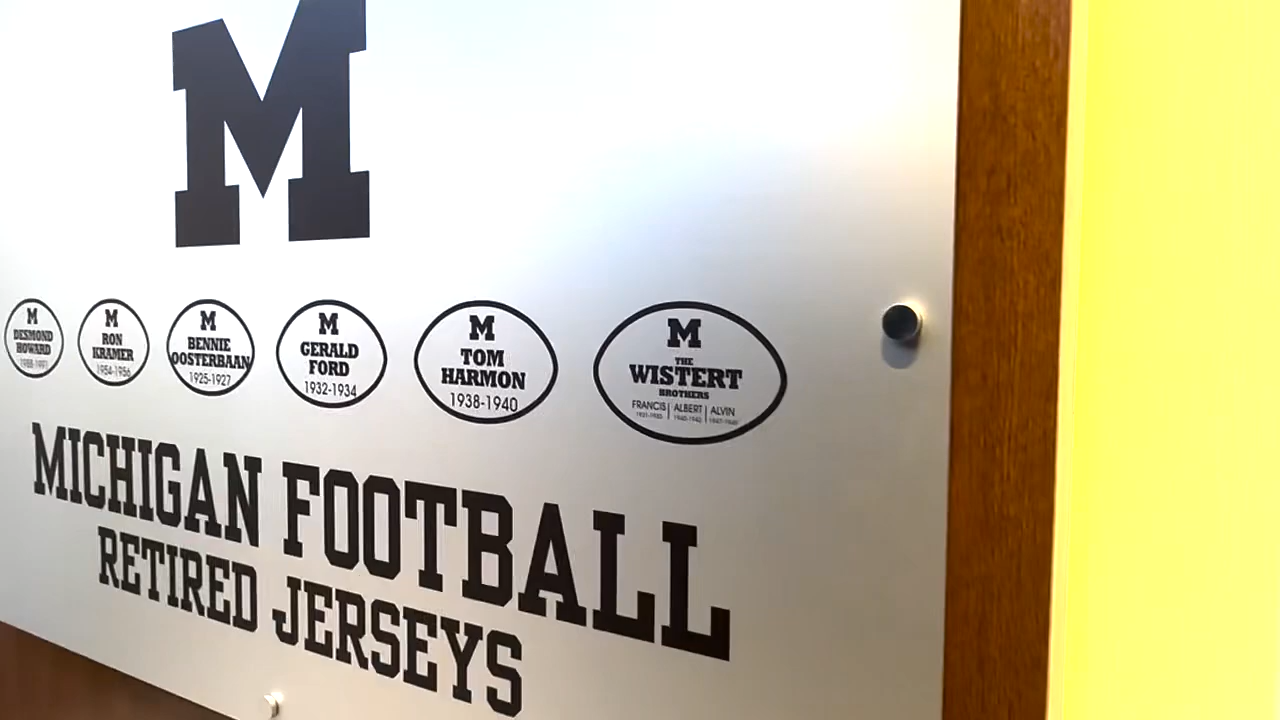 M
M
DESMOND
HOWARD
M
RON
KRAMER
1954-1956
M
BENNIE
OOSTERBAAN
1925-1927
M
GERALD
FORD
1932-1934
M
TOM
HARMON
1938-1940
M
THE
WISTERT
BROTHERS
FRANCIS | ALBERT | ALVIN
MICHIGAN FOOTBALL
RETIRED JERSEYS